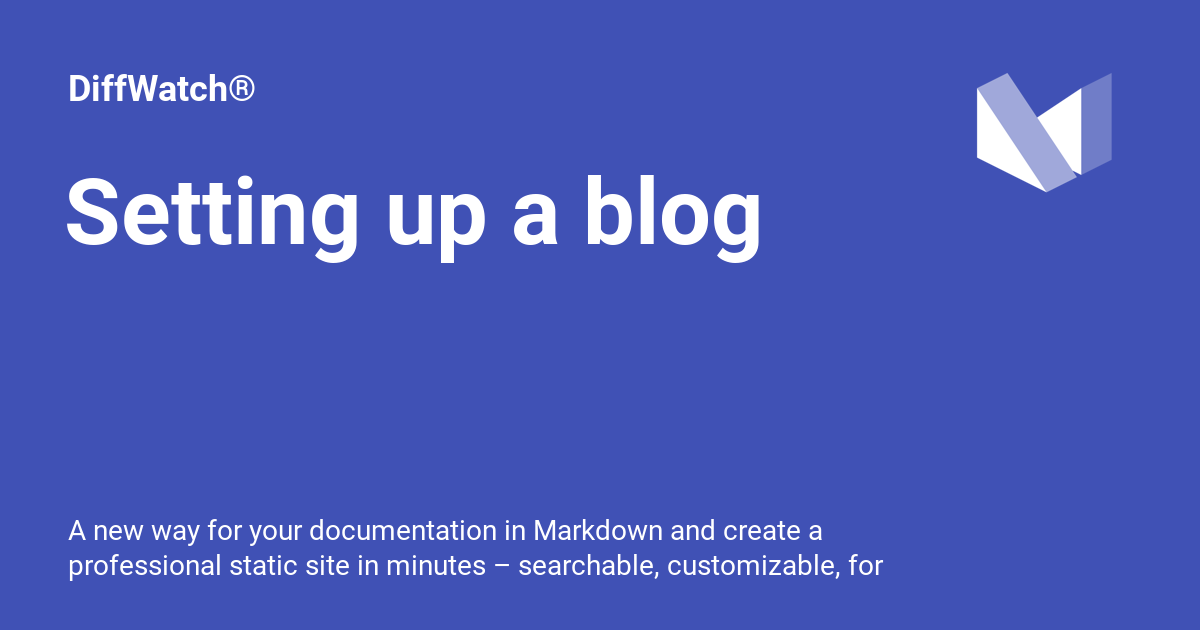 DiffWatch®
Setting up a blog
A new way for your documentation in Markdown and create a
professional static site in minutes – searchable, customizable, for